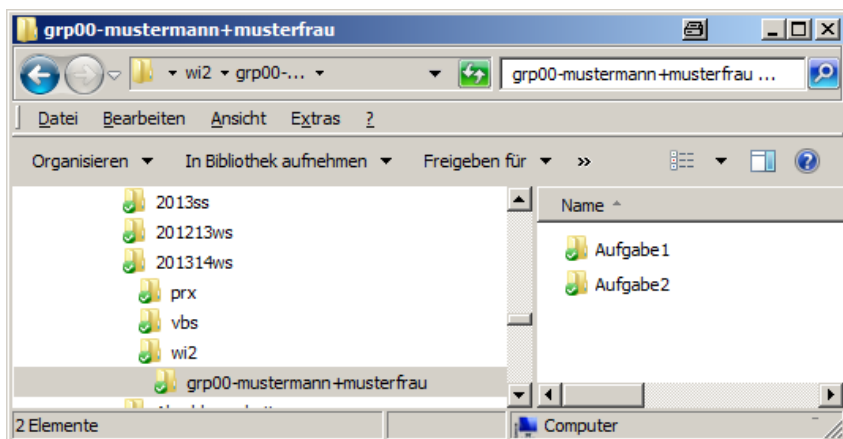 grp00-mustermann+musterfrau
wi2 grp00-... grp00-mustermann+musterfrau ...
Datei Bearbeiten Ansicht Extras ?
Organisieren In Bibliothek aufnehmen Freigeben für »
2013ss
201213ws
201314ws
prx
vbs
wi2
grp00-mustermann+musterfrau
Name
Aufgabe1
Aufgabe2
2 Elemente Computer